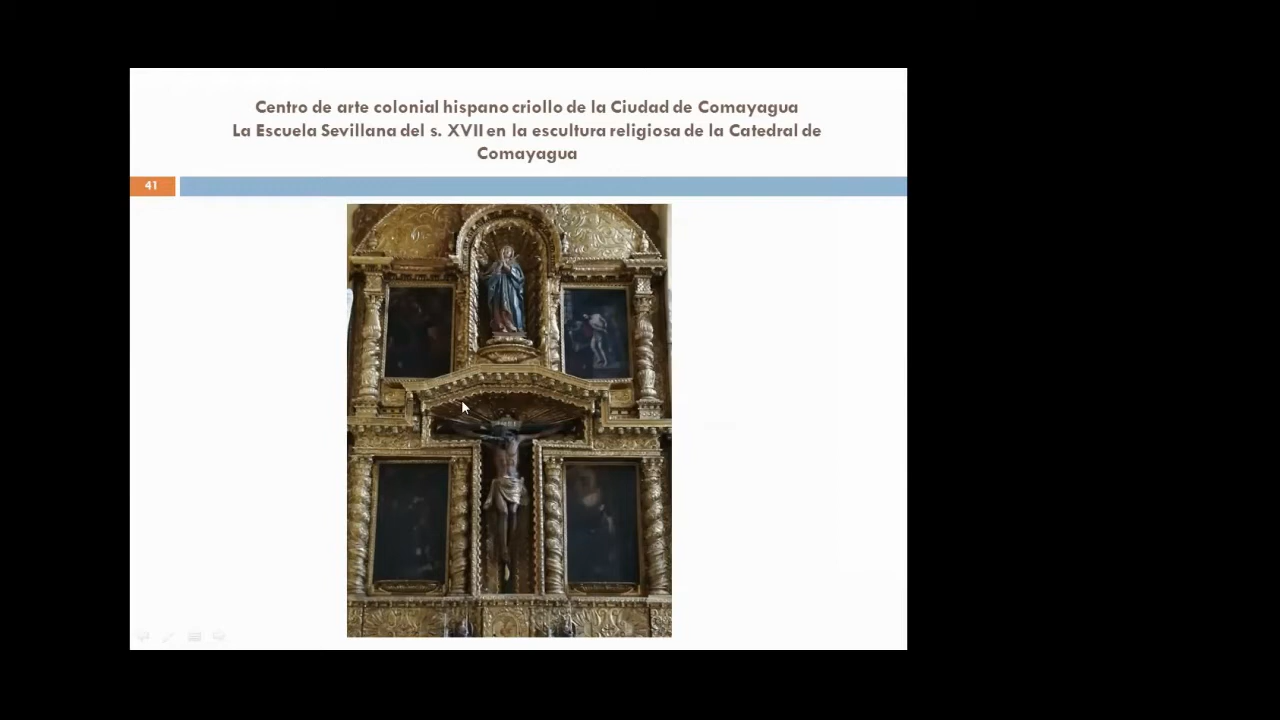 Centro de arte colonial hispano criollo de la Ciudad de Comayagua
La Escuela Sevillana del s. XVII en la escultura religiosa de la Catedral de
Comayagua
41